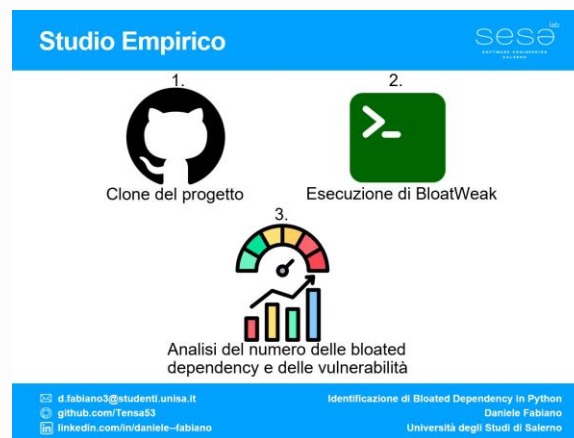 Studio Empirico
sesa lab
SOFTWARE ENGINEERING
SALERNO
1.
2.
Clone del progetto
Esecuzione di BloatWeak
3.
Analisi del numero delle bloated
dependency e delle vulnerabilità
d.fabiano3@studenti.unisa.it
github.com/Tensa53
linkedin.com/in/daniele--fabiano
Identificazione di Bloated Dependency in Python
Daniele Fabiano
Università degli Studi di Salerno